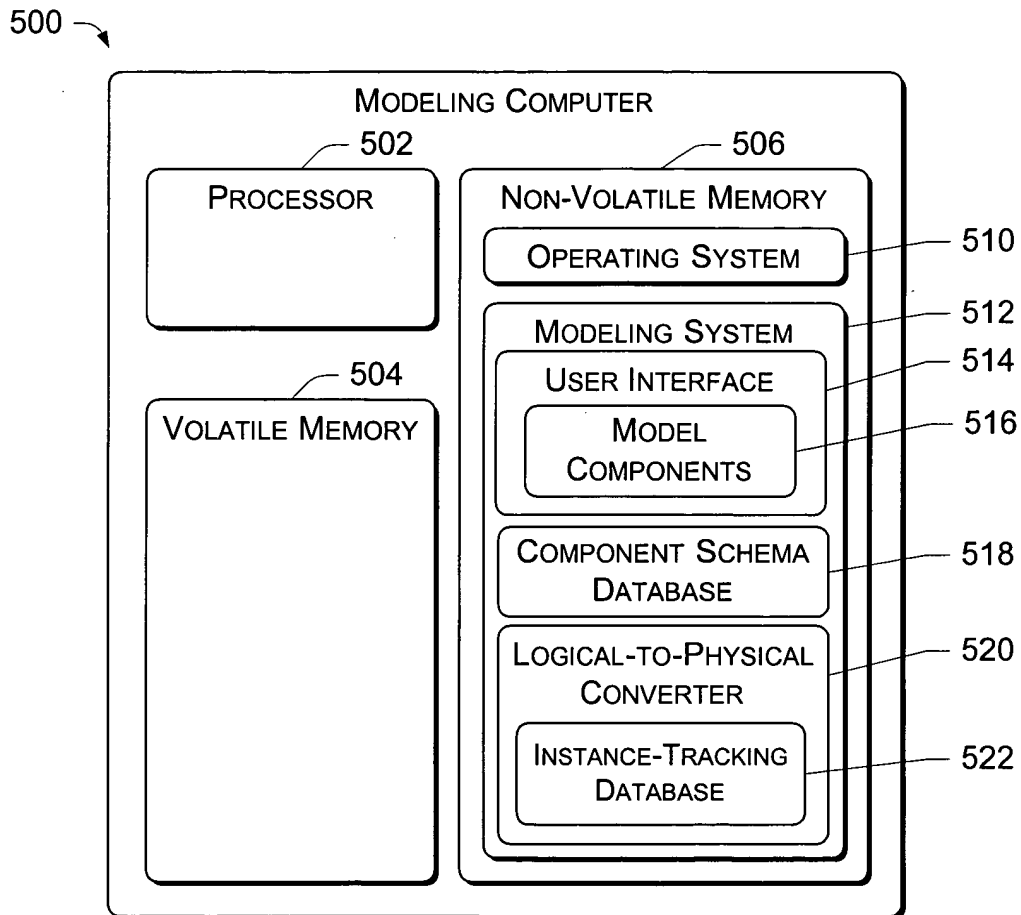 500
MODELING COMPUTER
502
PROCESSOR
504
VOLATILE MEMORY
506
NON-VOLATILE MEMORY
OPERATING SYSTEM
510
MODELING SYSTEM
512
USER INTERFACE
514
MODEL
COMPONENTS
516
COMPONENT SCHEMA
DATABASE
518
LOGICAL-TO-PHYSICAL
CONVERTER
520
INSTANCE-TRACKING
DATABASE
522